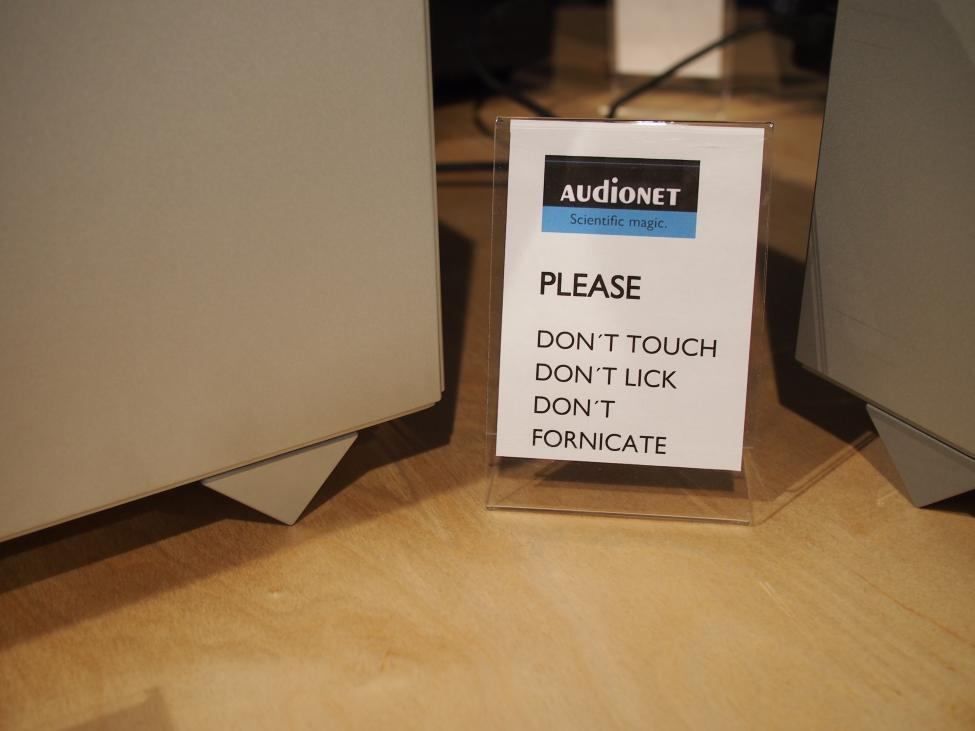 AUDIONET
Scientific magic.
PLEASE
DON´T TOUCH
DON´T LICK
DON´T
FORNICATE